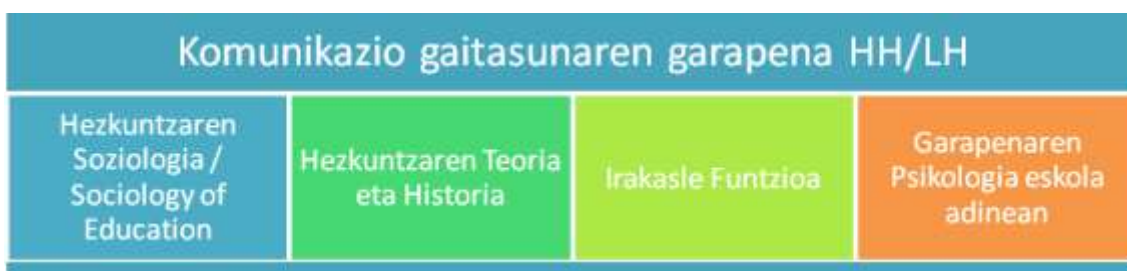 Komunikazio gaitasunaren garapena HH/LH
Hezkuntzaren
Soziologia /
Sociology of
Education
Hezkuntzaren Teoria
eta Historia
Irakasle Funtzioa
Garapenaren
Psikologia eskola
adinean